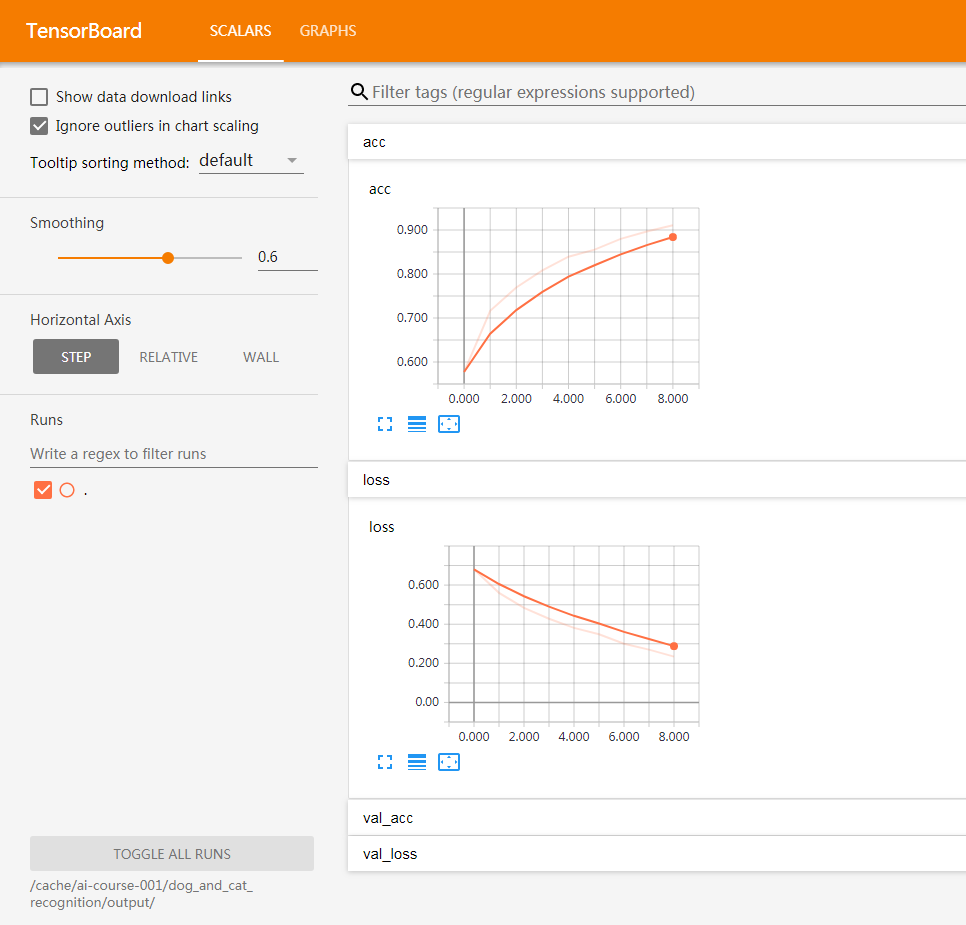 TensorBoard SCALARS GRAPHS
Show data download links
Ignore outliers in chart scaling
Tooltip sorting method: default
Smoothing
0.6
Horizontal Axis
STEP RELATIVE WALL
Runs
Write a regex to filter runs
.
TOGGLE ALL RUNS
/cache/ai-course-001/dog_and_cat_
recognition/output/
Filter tags (regular expressions supported)
acc
acc
0.900
0.800
0.700
0.600
0.000 2.000 4.000 6.000 8.000
loss
loss
0.600
0.400
0.200
0.00
0.000 2.000 4.000 6.000 8.000
val_acc
val_loss